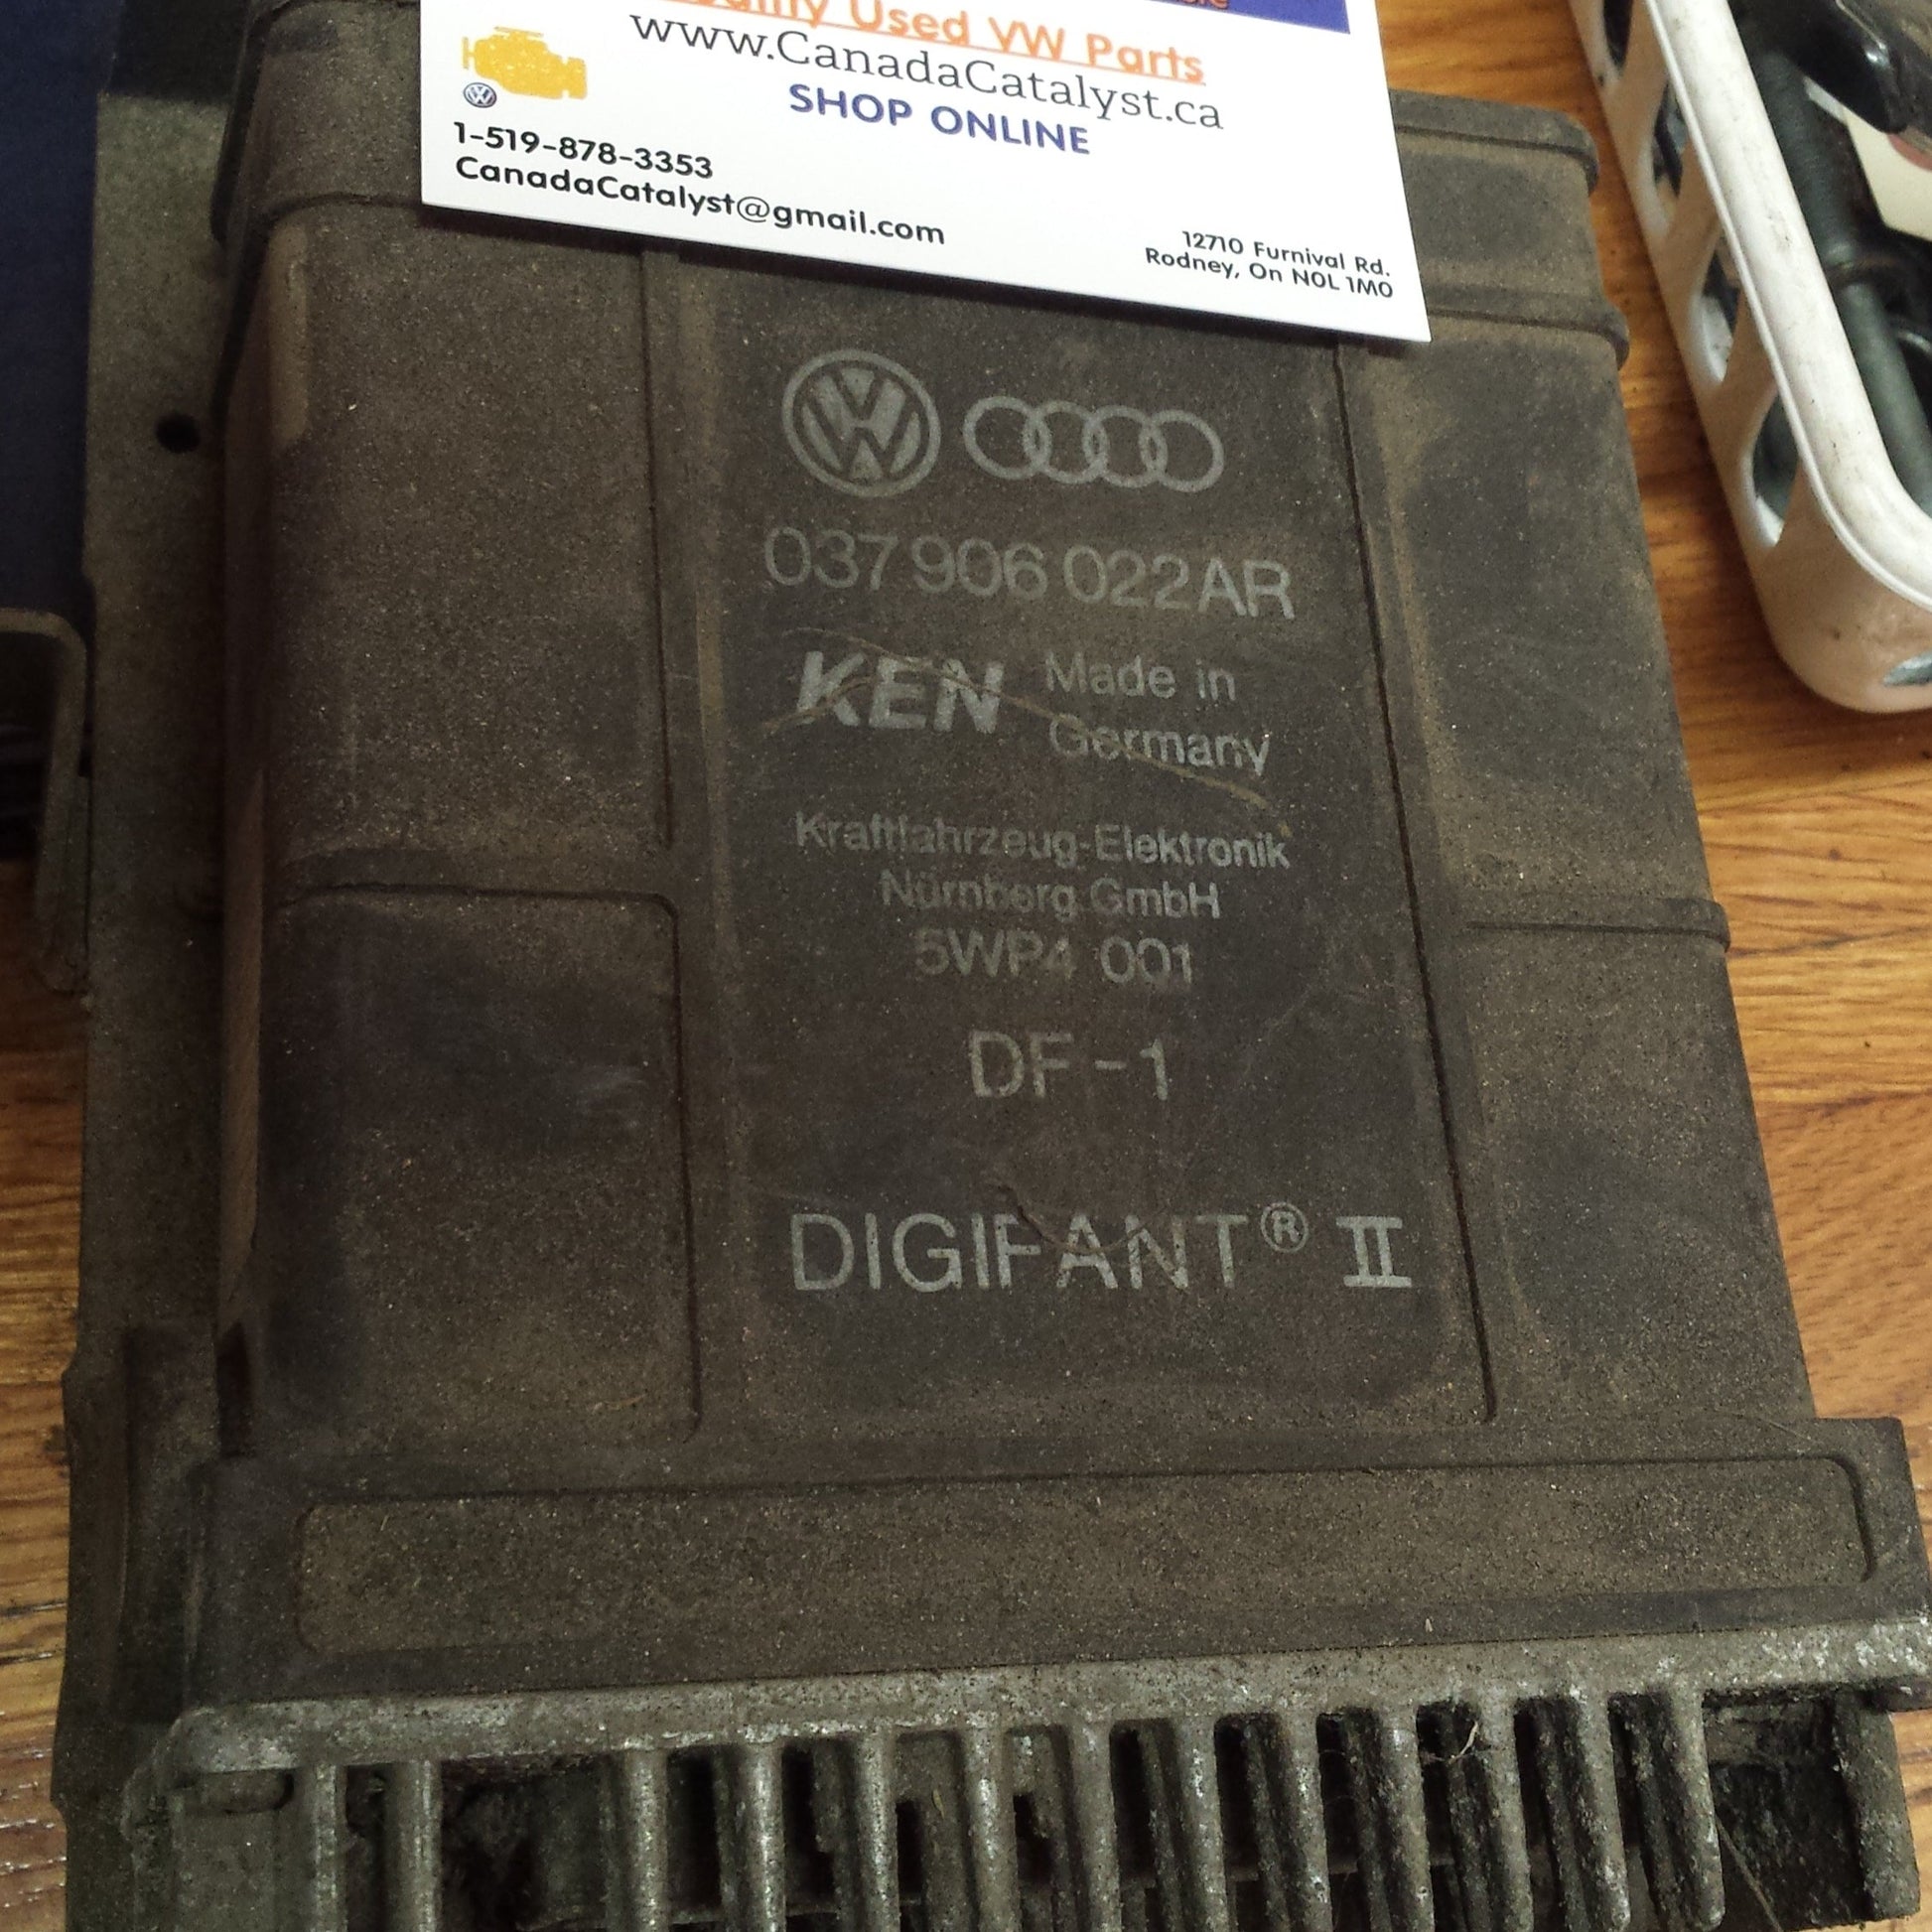 Used VW Parts
www.CanadaCatalyst.ca
SHOP ONLINE
1-519-878-3353
CanadaCatalyst@gmail.com
12710 Furnival Rd.
Rodney, On N0L 1M0
037 906 022 AR
KEN Made in
Germany
Kraftfahrzeug-Elektronik
Nürnberg GmbH
5WP4 001
DF-1
DIGIFANT® II